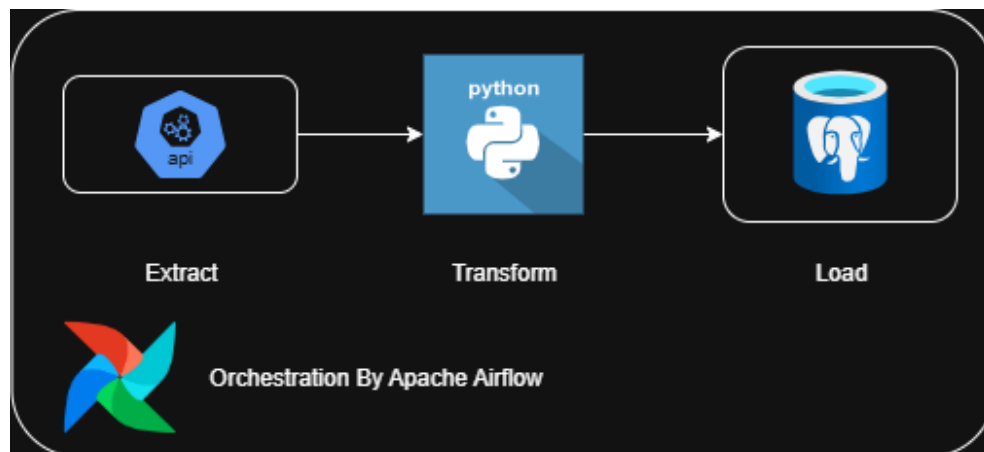 api
python
Extract
Transform
Load
Orchestration By Apache Airflow